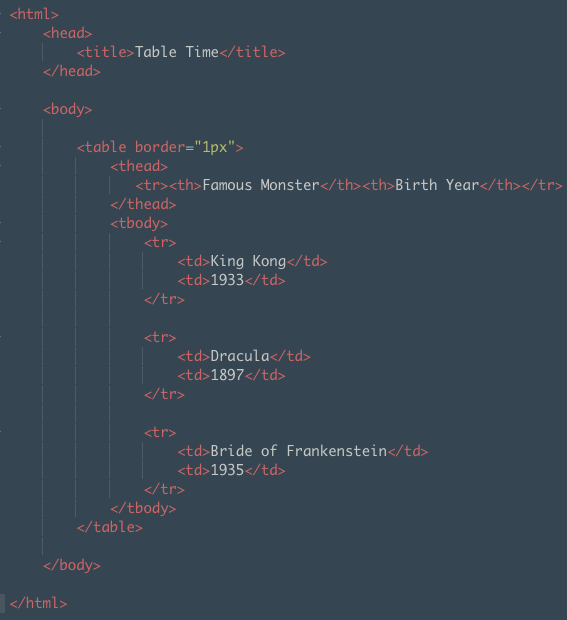 <html>
<head>
<title>Table Time</title>
</head>
<body>
<table border="1px">
<thead>
<tr><th>Famous Monster</th><th>Birth Year</th></tr>
</thead>
<tbody>
<tr>
<td>King Kong</td>
<td>1933</td>
</tr>
<tr>
<td>Dracula</td>
<td>1897</td>
</tr>
<tr>
<td>Bride of Frankenstein</td>
<td>1935</td>
</tr>
</tbody>
</table>
</body>
</html>